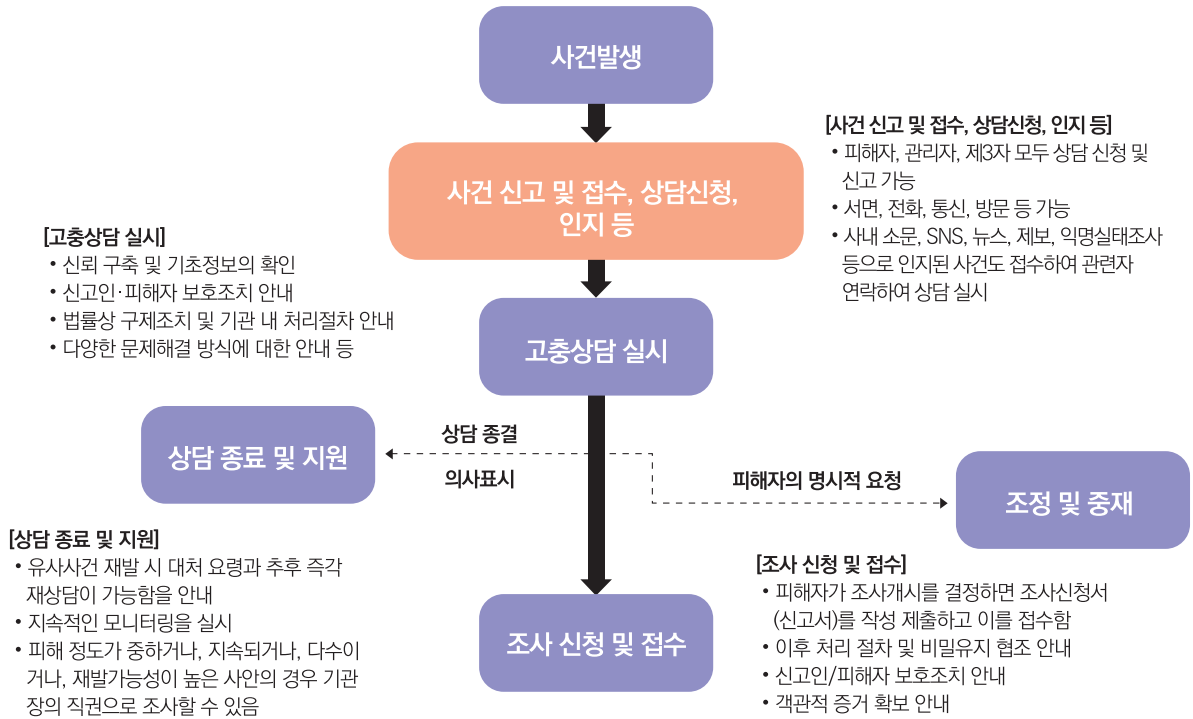 사건발생
[사건 신고 및 접수, 상담신청, 인지 등]
• 피해자, 관리자, 제3자 모두 상담 신청 및
신고 가능
• 서면, 전화, 통신, 방문 등 가능
• 사내 소문, SNS, 뉴스, 제보, 익명실태조사
등으로 인지된 사건도 접수하여 관련자
연락하여 상담 실시
사건 신고 및 접수, 상담신청,
인지 등
[고충상담 실시]
• 신뢰 구축 및 기초정보의 확인
• 신고인·피해자 보호조치 안내
• 법률상 구제조치 및 기관 내 처리절차 안내
• 다양한 문제해결 방식에 대한 안내 등
고충상담 실시
상담 종료 및 지원
상담 종결
의사표시
피해자의 명시적 요청
조정 및 중재
[상담 종료 및 지원]
• 유사사건 재발 시 대처 요령과 추후 즉각
재상담이 가능함을 안내
• 지속적인 모니터링을 실시
• 피해 정도가 중하거나, 지속되거나, 다수이
거나, 재발가능성이 높은 사안의 경우 기관
장의 직권으로 조사할 수 있음
조사 신청 및 접수
[조사 신청 및 접수]
• 피해자가 조사개시를 결정하면 조사신청서
(신고서)를 작성 제출하고 이를 접수함
• 이후 처리 절차 및 비밀유지 협조 안내
• 신고인/피해자 보호조치 안내
• 객관적 증거 확보 안내